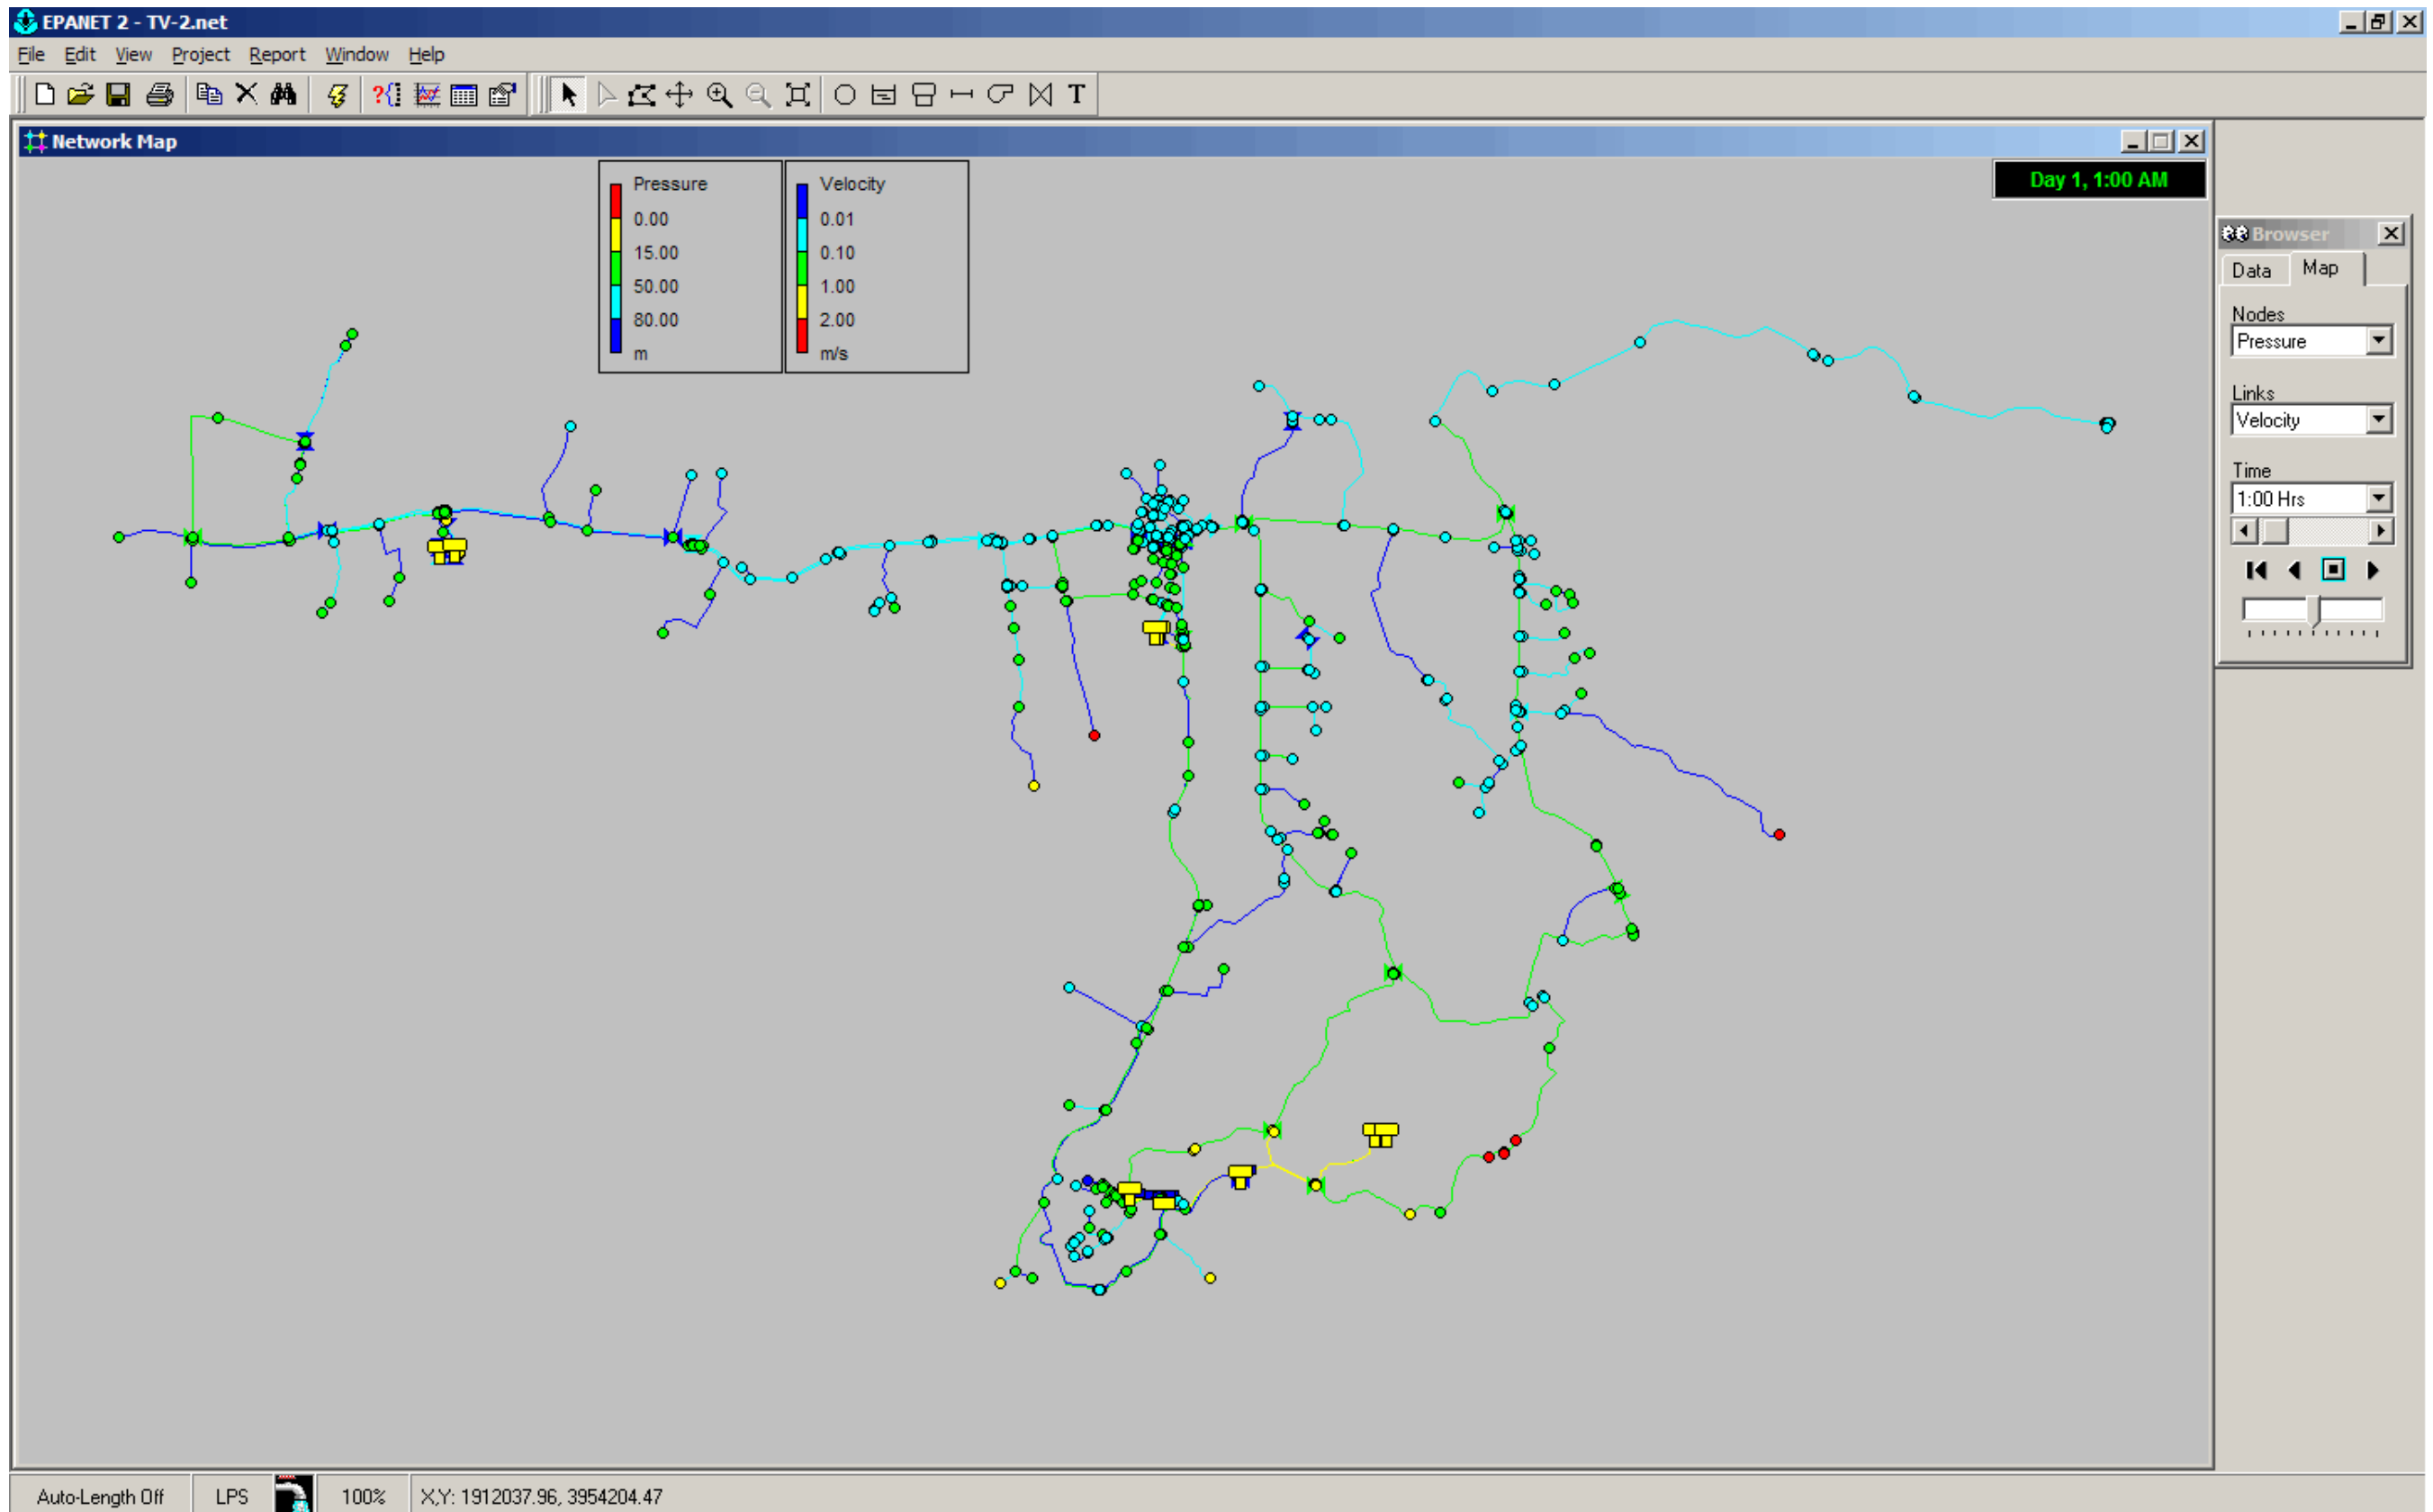 EPANET 2 - TV-2.net
File Edit View Project Report Window Help
T
Network Map
Pressure
0.00
15.00
50.00
80.00
m
Velocity
0.01
0.10
1.00
2.00
m/s
Day 1, 1:00 AM
Browser
Data Map
Nodes
Pressure
Links
Velocity
Time
1:00 Hrs
Auto-Length Off LPS 100% X,Y: 1912037.96, 3954204.47